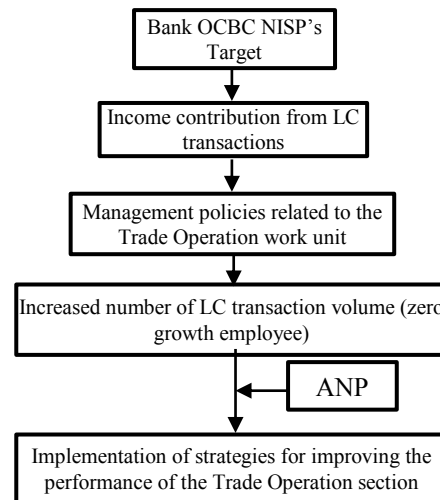 Bank OCBC NISP's
Target
Income contribution from LC
transactions
Management policies related to the
Trade Operation work unit
Increased number of LC transaction volume (zero
growth employee)
ANP
Implementation of strategies for improving the
performance of the Trade Operation section